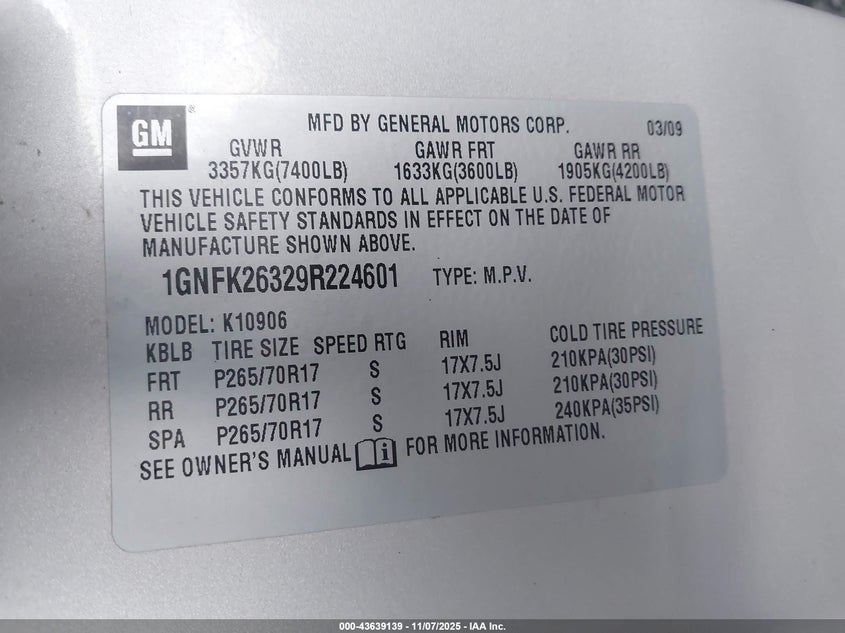 GM
MFD BY GENERAL MOTORS CORP. 03/09
GVWR GAWR FRT GAWR RR
3357KG(7400LB) 1633KG(3600LB) 1905KG(4200LB)
THIS VEHICLE CONFORMS TO ALL APPLICABLE U.S. FEDERAL MOTOR
VEHICLE SAFETY STANDARDS IN EFFECT ON THE DATE OF
MANUFACTURE SHOWN ABOVE.
1GNFK26329R224601 TYPE: M.P.V.
MODEL: K10906
KBLB TIRE SIZE SPEED RTG RIM COLD TIRE PRESSURE
FRT P265/70R17 S 17X7.5J 210KPA(30PSI)
RR P265/70R17 S 17X7.5J 210KPA(30PSI)
SPA P265/70R17 S 17X7.5J 240KPA(35PSI)
SEE OWNER'S MANUAL i FOR MORE INFORMATION.
000-43639139 - 11/07/2025 - IAA Inc.